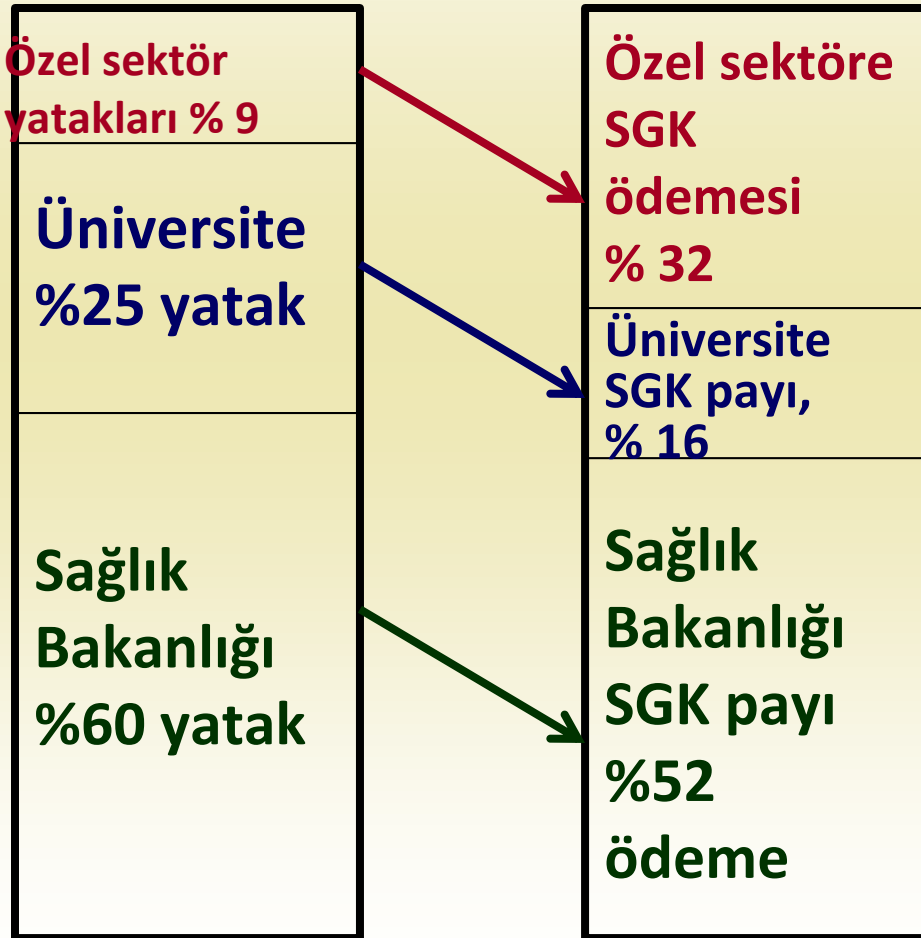 Özel sektör
yatakları % 9
Üniversite
%25 yatak
Sağlık
Bakanlığı
%60 yatak
Özel sektöre
SGK
ödemesi
% 32
Üniversite
SGK payı,
% 16
Sağlık
Bakanlığı
SGK payı
%52
ödeme